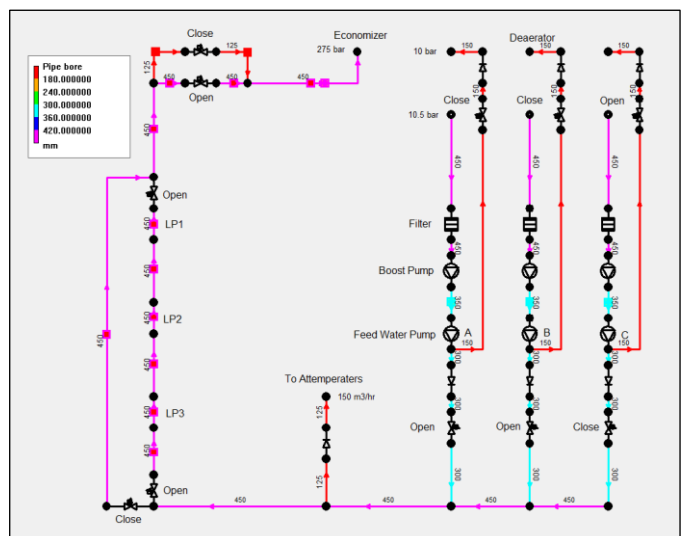 Close
Economizer
Deaerator
125
275 bar
10 bar
Pipe bore
180.000000
240.000000
300.000000
360.000000
420.000000
mm
125
450
450
450
Open
150
150
150
Close
Close
Open
10.5 bar
450
450
450
450
Open
450
LP1
Filter
450
450
450
450
Boost Pump
350
350
350
450
LP2
450
Feed Water Pump
A
B
C
150
150
150
300
300
300
450
To Attemperaters
125
150 m3/hr
450
LP3
300
300
300
Open
Open
Close
450
Open
125
300
300
300
450
450
450
450
Close